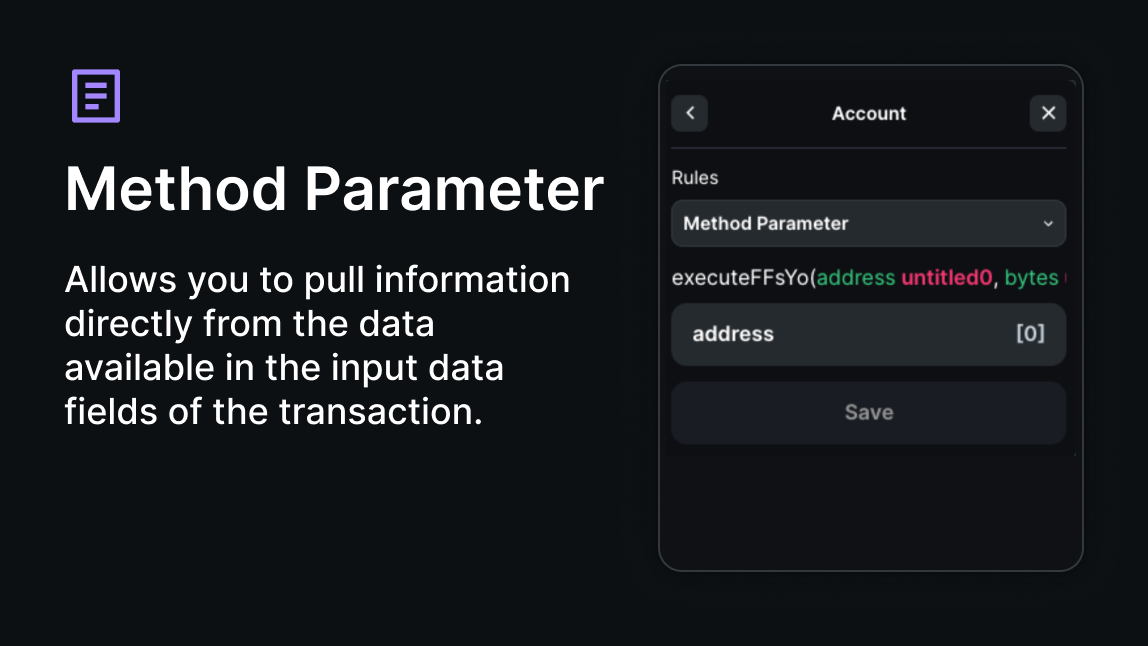 Method Parameter
Allows you to pull information
directly from the data
available in the input data
fields of the transaction.
Account
Rules
Method Parameter
executeFFsYo(address untitled0, bytes
address [0]
Save